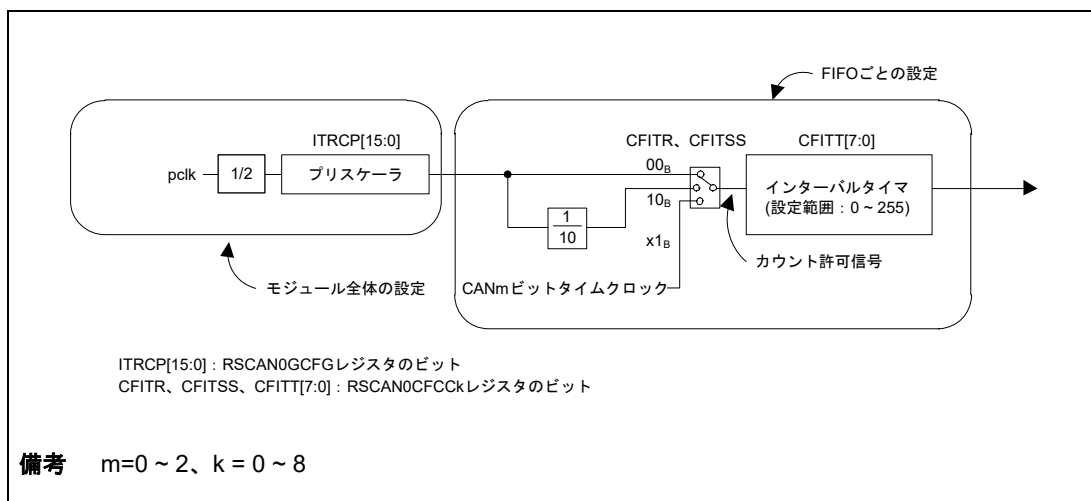 FIFOごとの設定
ITRCP[15:0]
CFITR、CFITSS
CFITT[7:0]
pclk
1/2
プリスケーラ
00B
10B
x1B
1
10
インターバルタイマ
(設定範囲：0 ~ 255)
カウント許可信号
モジュール全体の設定
CANmビットタイムクロック
ITRCP[15:0]：RSCAN0GCFGレジスタのビット
CFITR、CFITSS、CFITT[7:0]：RSCAN0CFCCkレジスタのビット
備考 m=0 ~ 2、k = 0 ~ 8